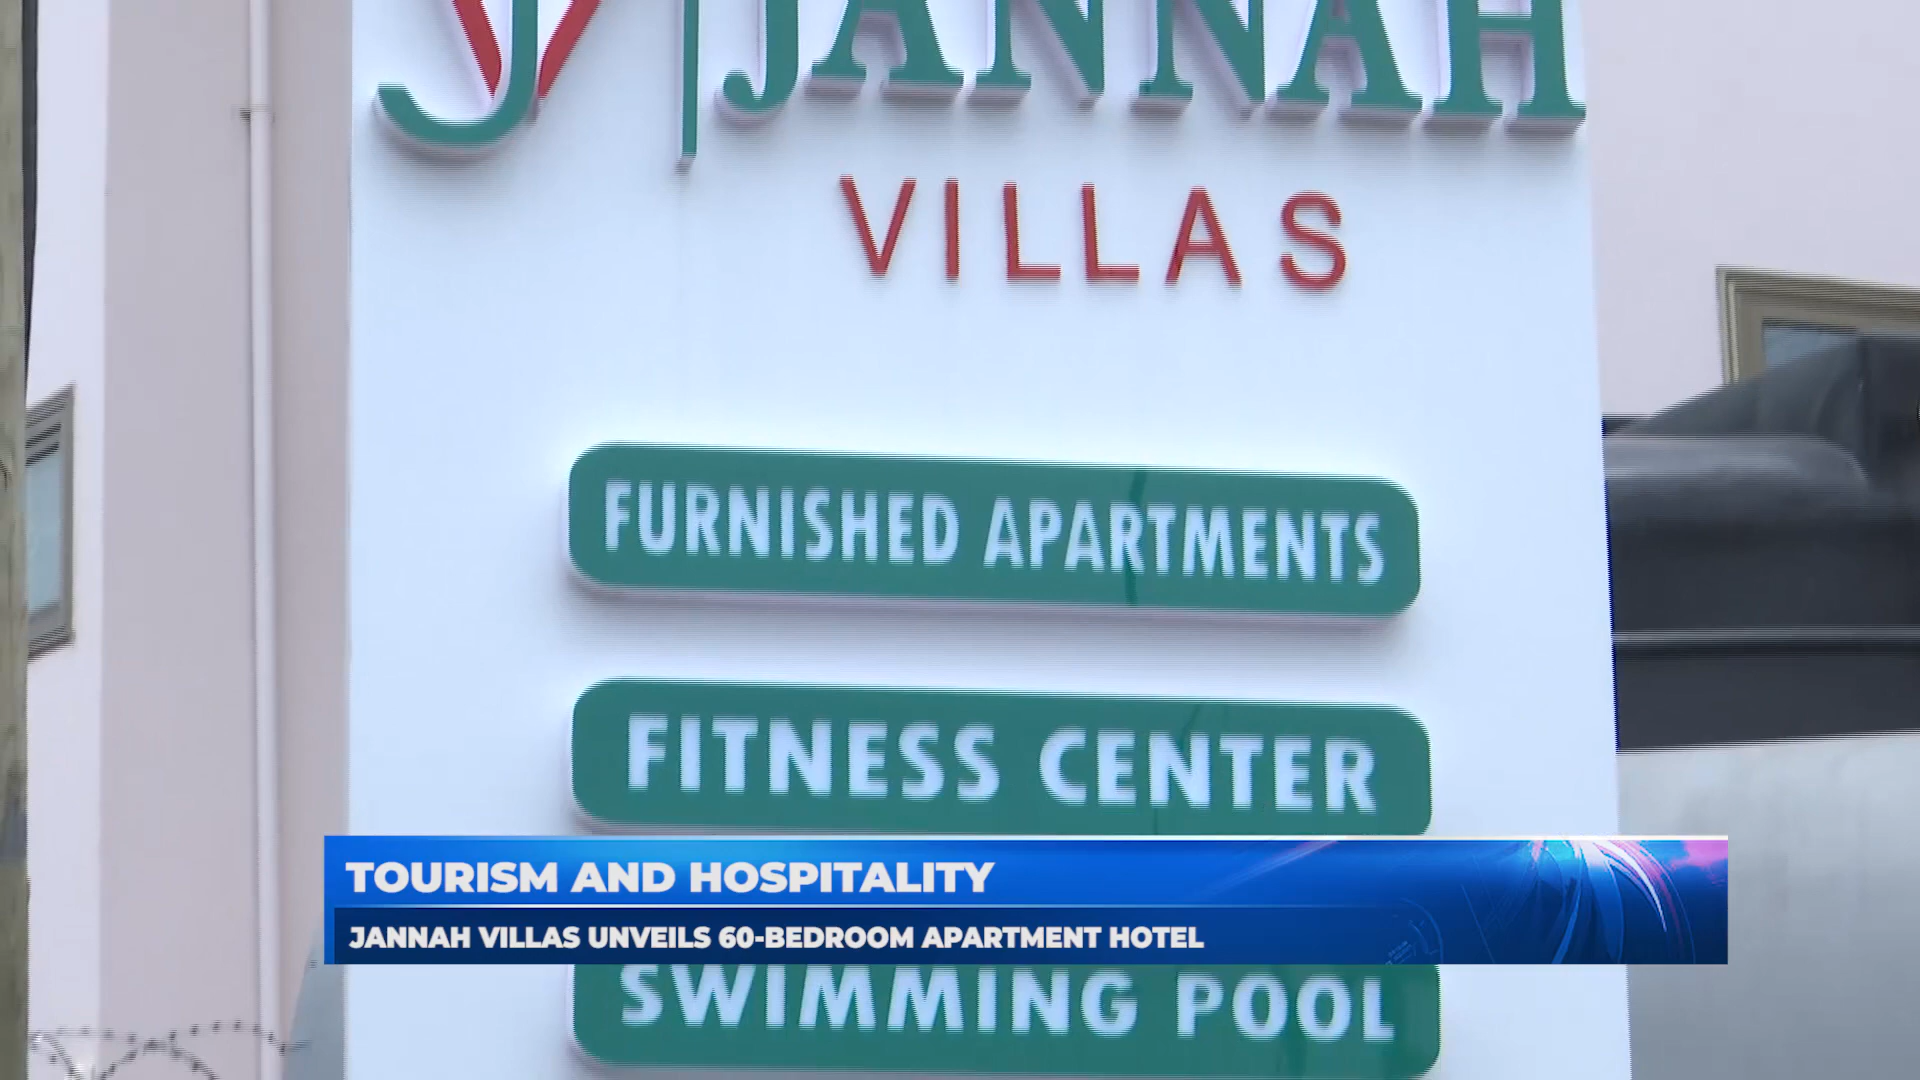 JANNAH
VILLAS
FURNISHED APARTMENTS
FITNESS CENTER
TOURISM AND HOSPITALITY
JANNAH VILLAS UNVEILS 60-BEDROOM APARTMENT HOTEL
SWIMMING POOL